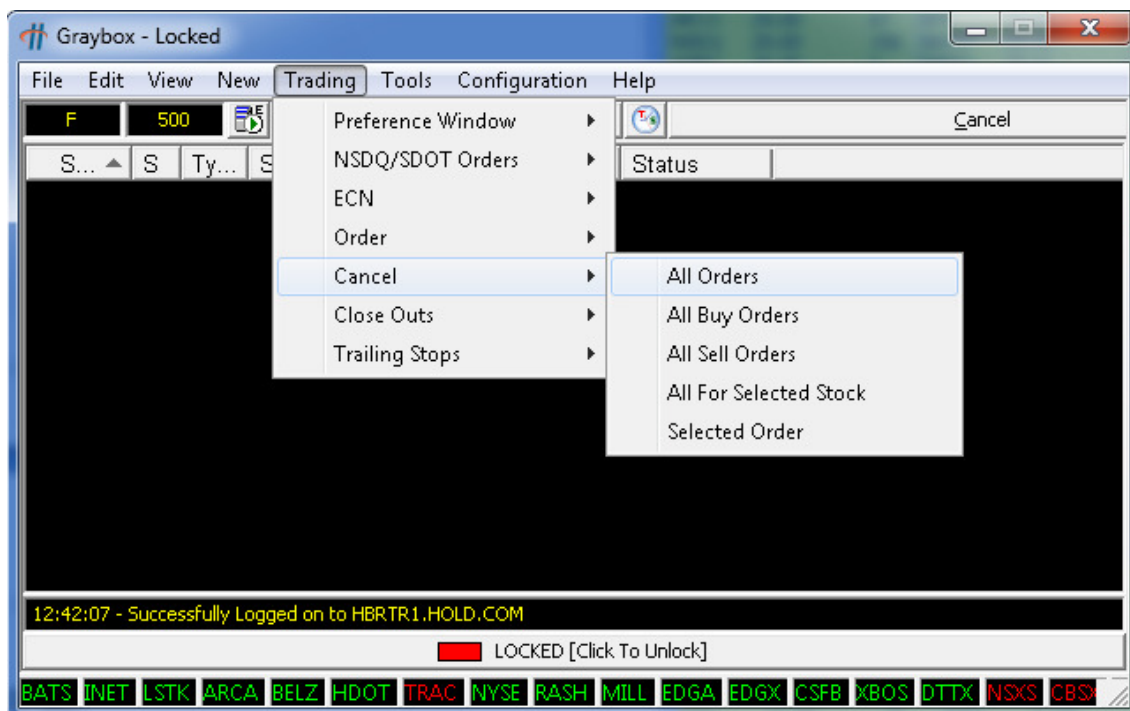 Graybox - Locked
File Edit View New Trading Tools Configuration Help
F 500 Cancel
S... S Ty... S Status
Preference Window
NSDQ/SDOT Orders
ECN
Order
Cancel
Close Outs
Trailing Stops
All Orders
All Buy Orders
All Sell Orders
All For Selected Stock
Selected Order
12:42:07 - Successfully Logged on to HBRTR1.HOLD.COM
LOCKED [Click To Unlock]
BATS INET LSTK ARCA BELZ HDOT TRAC NYSE RASH MILL EDGA EDGX CSFB XBOS DTTX NSXS CBSX